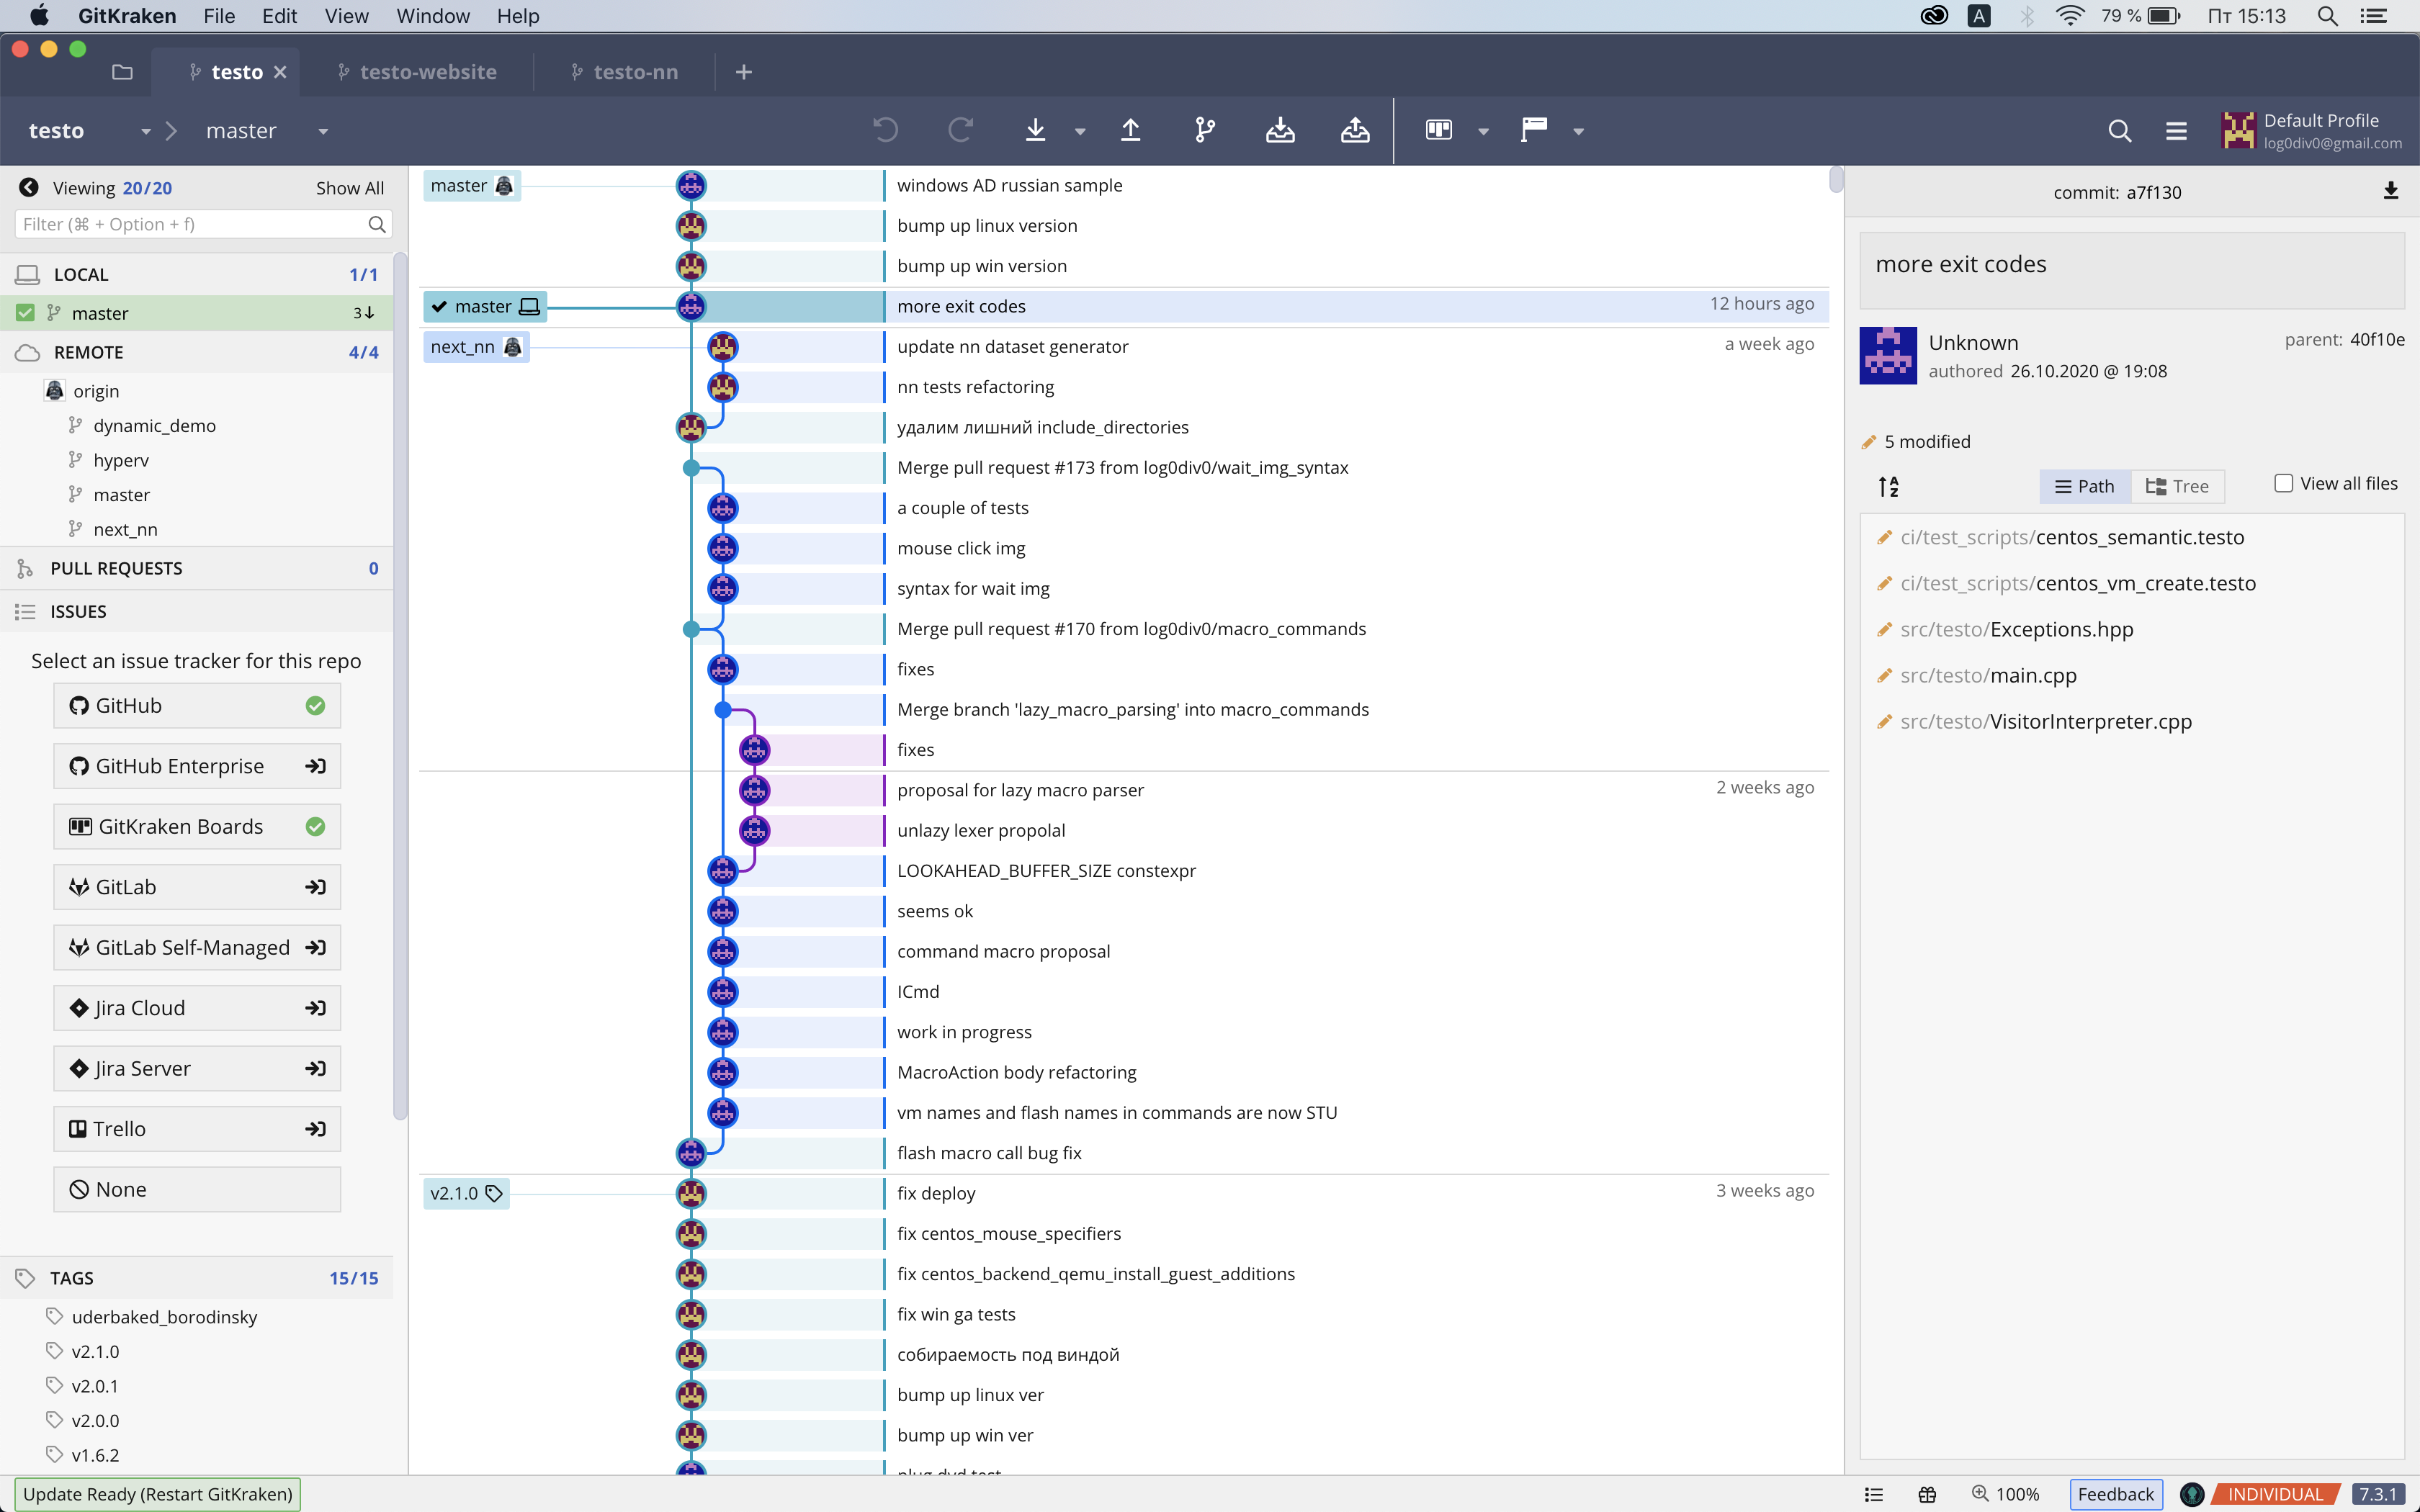 GitKraken File Edit View Window Help
A 79 % Пт 15:13
testo testo-website testo-nn
testo master
Default Profile
log0div0@gmail.com
Viewing 20/20 Show All
Filter (⌘ + Option + f)
LOCAL 1/1
master 3↓
REMOTE 4/4
origin
dynamic_demo
hyperv
master
next_nn
PULL REQUESTS 0
ISSUES
Select an issue tracker for this repo
GitHub
GitHub Enterprise
GitKraken Boards
GitLab
GitLab Self-Managed
Jira Cloud
Jira Server
Trello
None
TAGS 15/15
uderbaked_borodinsky
v2.1.0
v2.0.1
v2.0.0
v1.6.2
master windows AD russian sample
bump up linux version
bump up win version
master more exit codes 12 hours ago
next_nn update nn dataset generator a week ago
nn tests refactoring
удалим лишний include_directories
Merge pull request #173 from log0div0/wait_img_syntax
a couple of tests
mouse click img
syntax for wait img
Merge pull request #170 from log0div0/macro_commands
fixes
Merge branch 'lazy_macro_parsing' into macro_commands
fixes
proposal for lazy macro parser 2 weeks ago
unlazy lexer propolal
LOOKAHEAD_BUFFER_SIZE constexpr
seems ok
command macro proposal
ICmd
work in progress
MacroAction body refactoring
vm names and flash names in commands are now STU
flash macro call bug fix
v2.1.0 fix deploy 3 weeks ago
fix centos_mouse_specifiers
fix centos_backend_qemu_install_guest_additions
fix win ga tests
собираемость под виндой
bump up linux ver
bump up win ver
plug dvd test
commit: a7f130
more exit codes
Unknown parent: 40f10e
authored 26.10.2020 @ 19:08
5 modified
Path Tree View all files
ci/test_scripts/centos_semantic.testo
ci/test_scripts/centos_vm_create.testo
src/testo/Exceptions.hpp
src/testo/main.cpp
src/testo/VisitorInterpreter.cpp
Update Ready (Restart GitKraken) 100% Feedback INDIVIDUAL 7.3.1